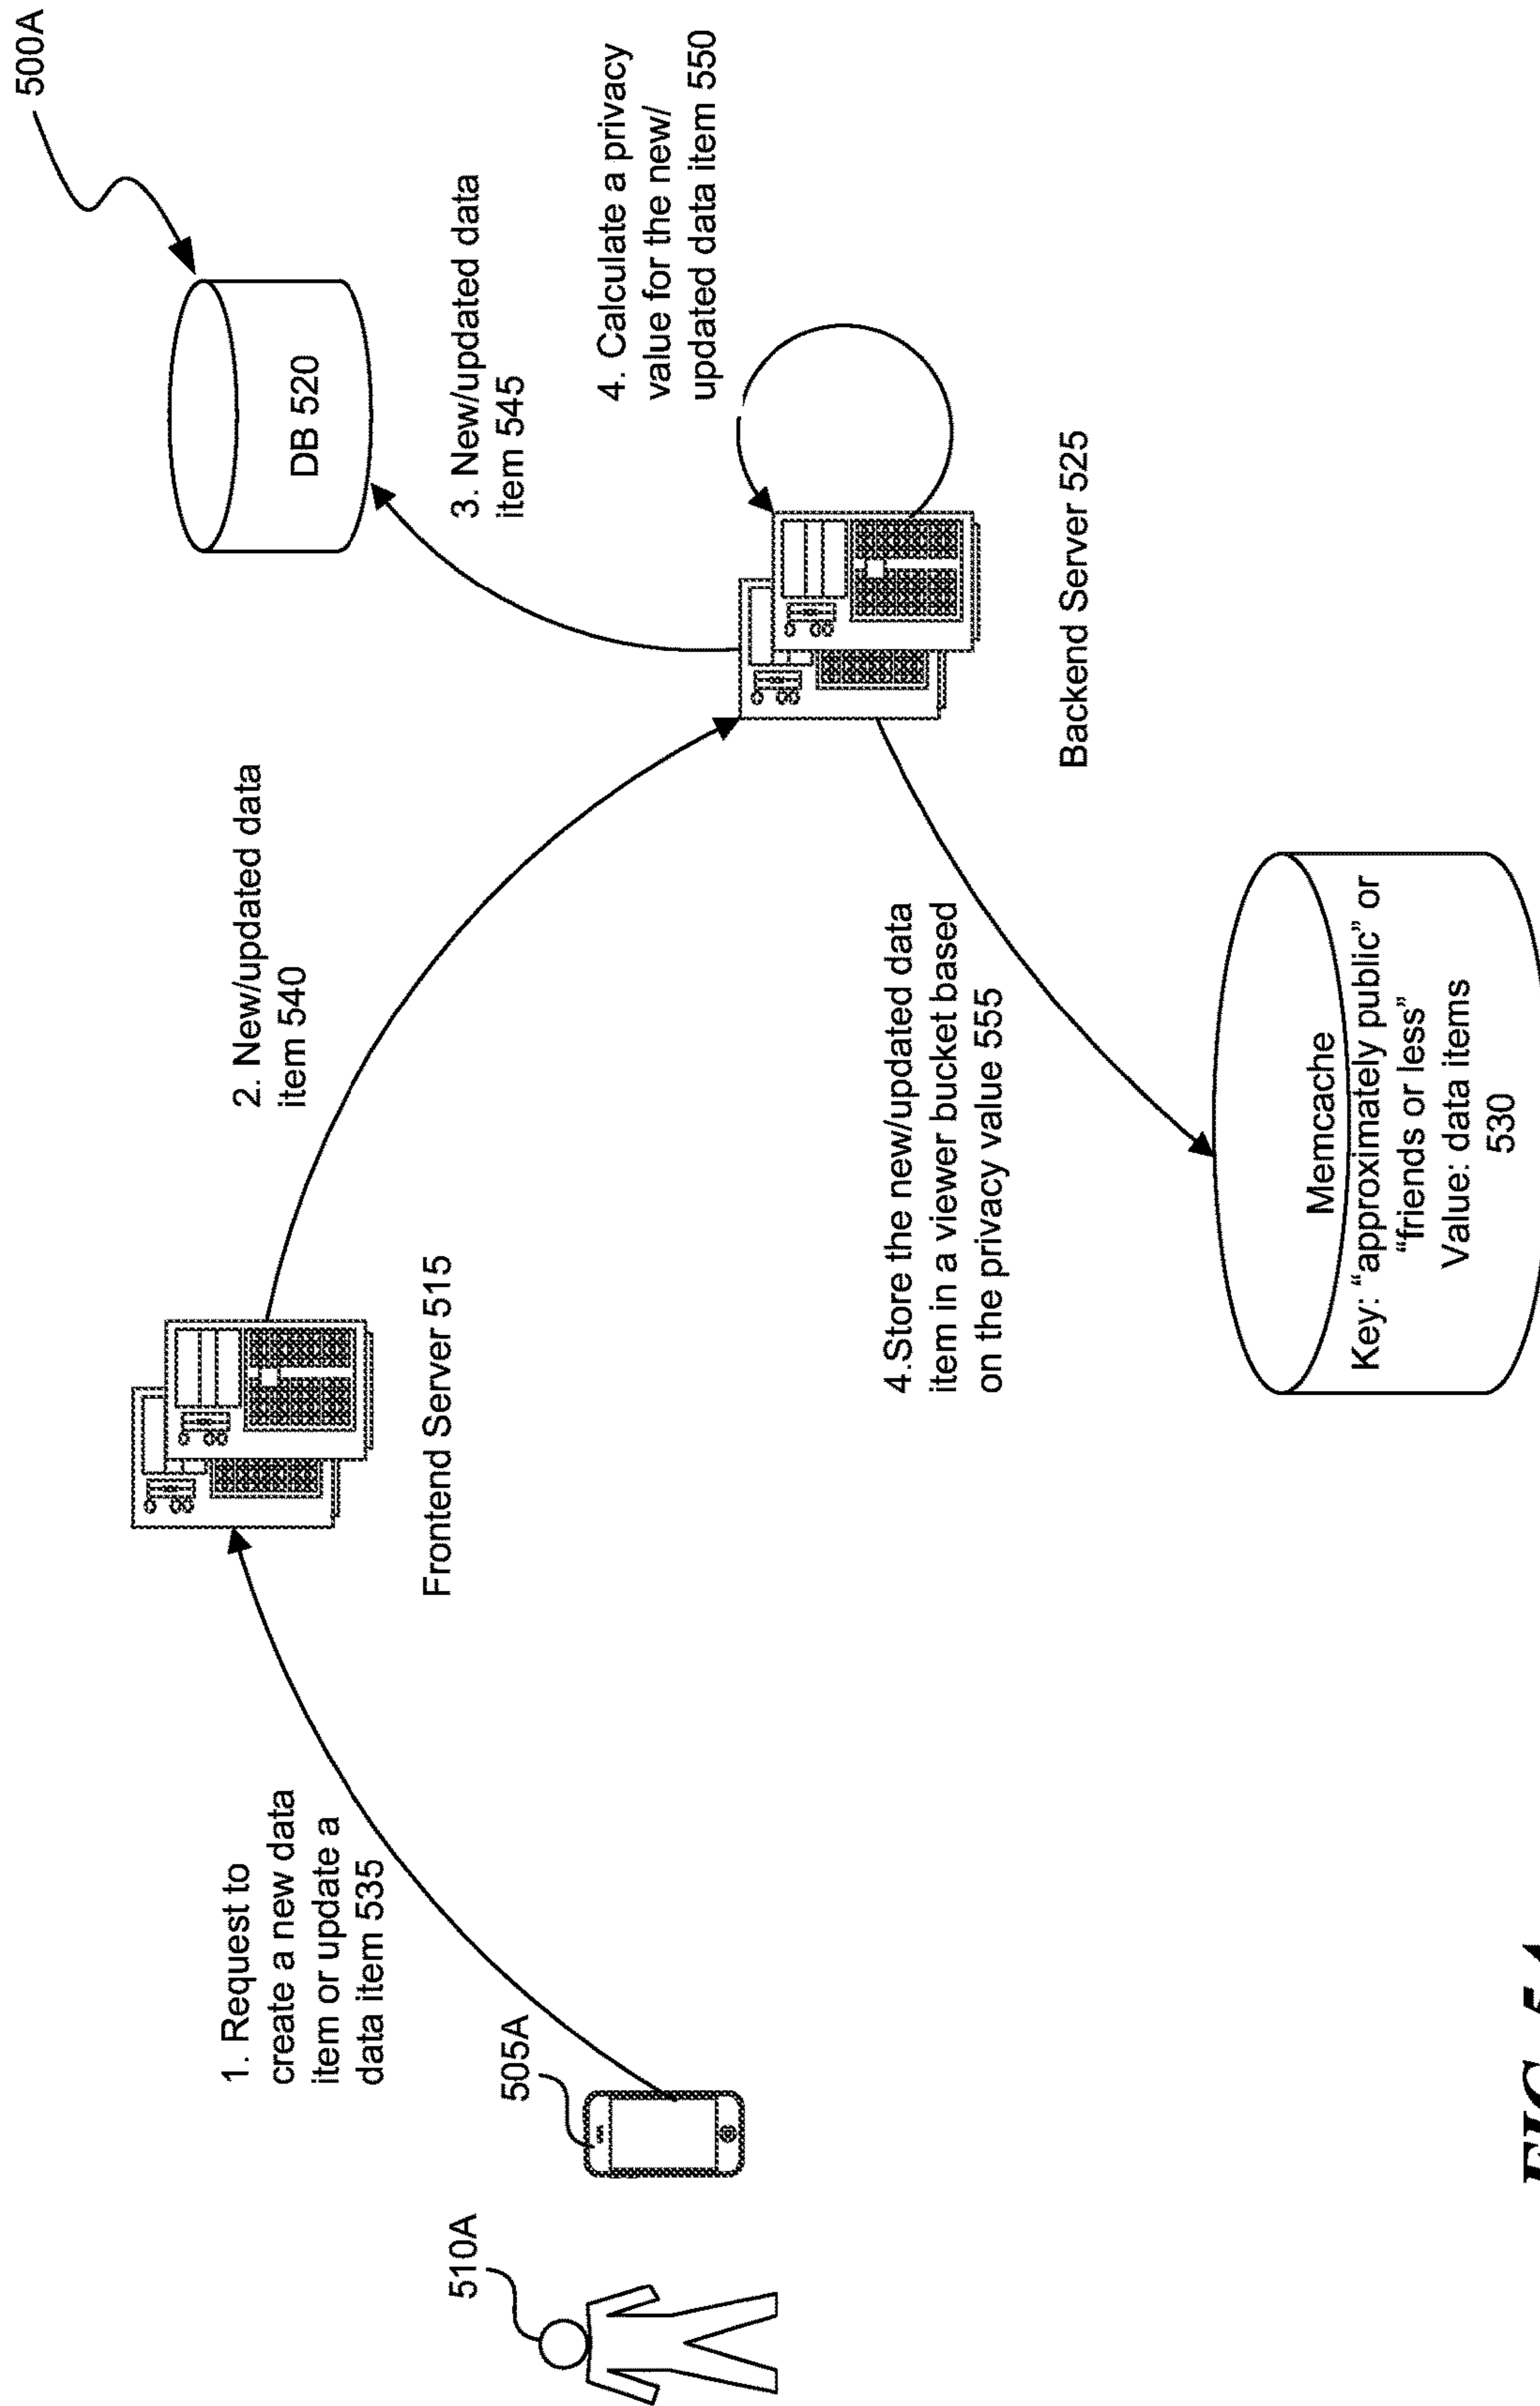 500A
DB 520
3. New/updated data
item 545
4. Calculate a privacy
value for the new/
updated data item 550
2. New/updated data
item 540
Backend Server 525
Frontend Server 515
4.Store the new/updated data
item in a viewer bucket based
on the privacy value 555
Memcache
Key: “approximately public” or
“friends or less”
Value: data items
530
1. Request to
create a new data
item or update a
data item 535
505A
510A
FIG. 5A